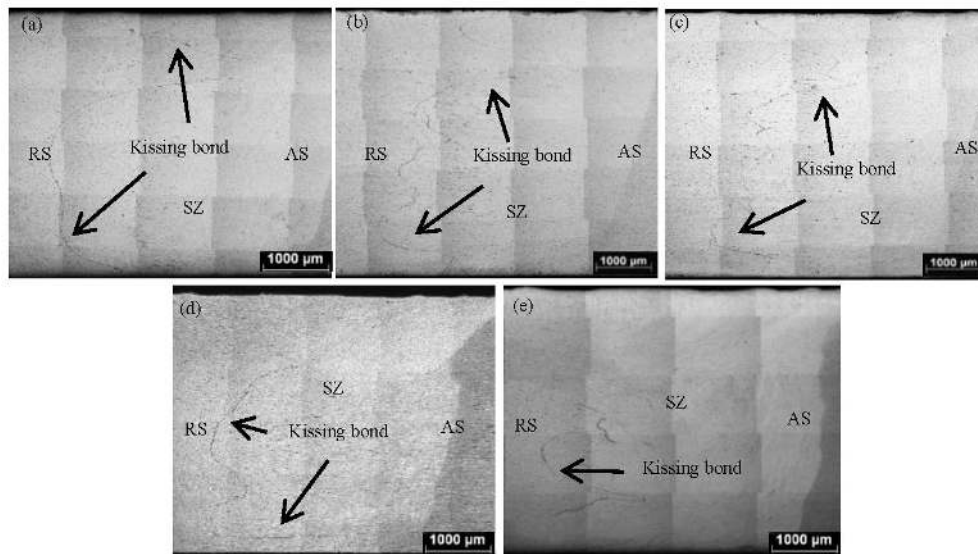 (a)
Kissing bond
RS
AS
SZ
1000 µm
(b)
RS
Kissing bond
AS
SZ
1000 µm
(c)
RS
Kissing bond
AS
SZ
1000 µm
(d)
SZ
RS
Kissing bond
AS
1000 µm
(e)
SZ
RS
AS
Kissing bond
1000 µm